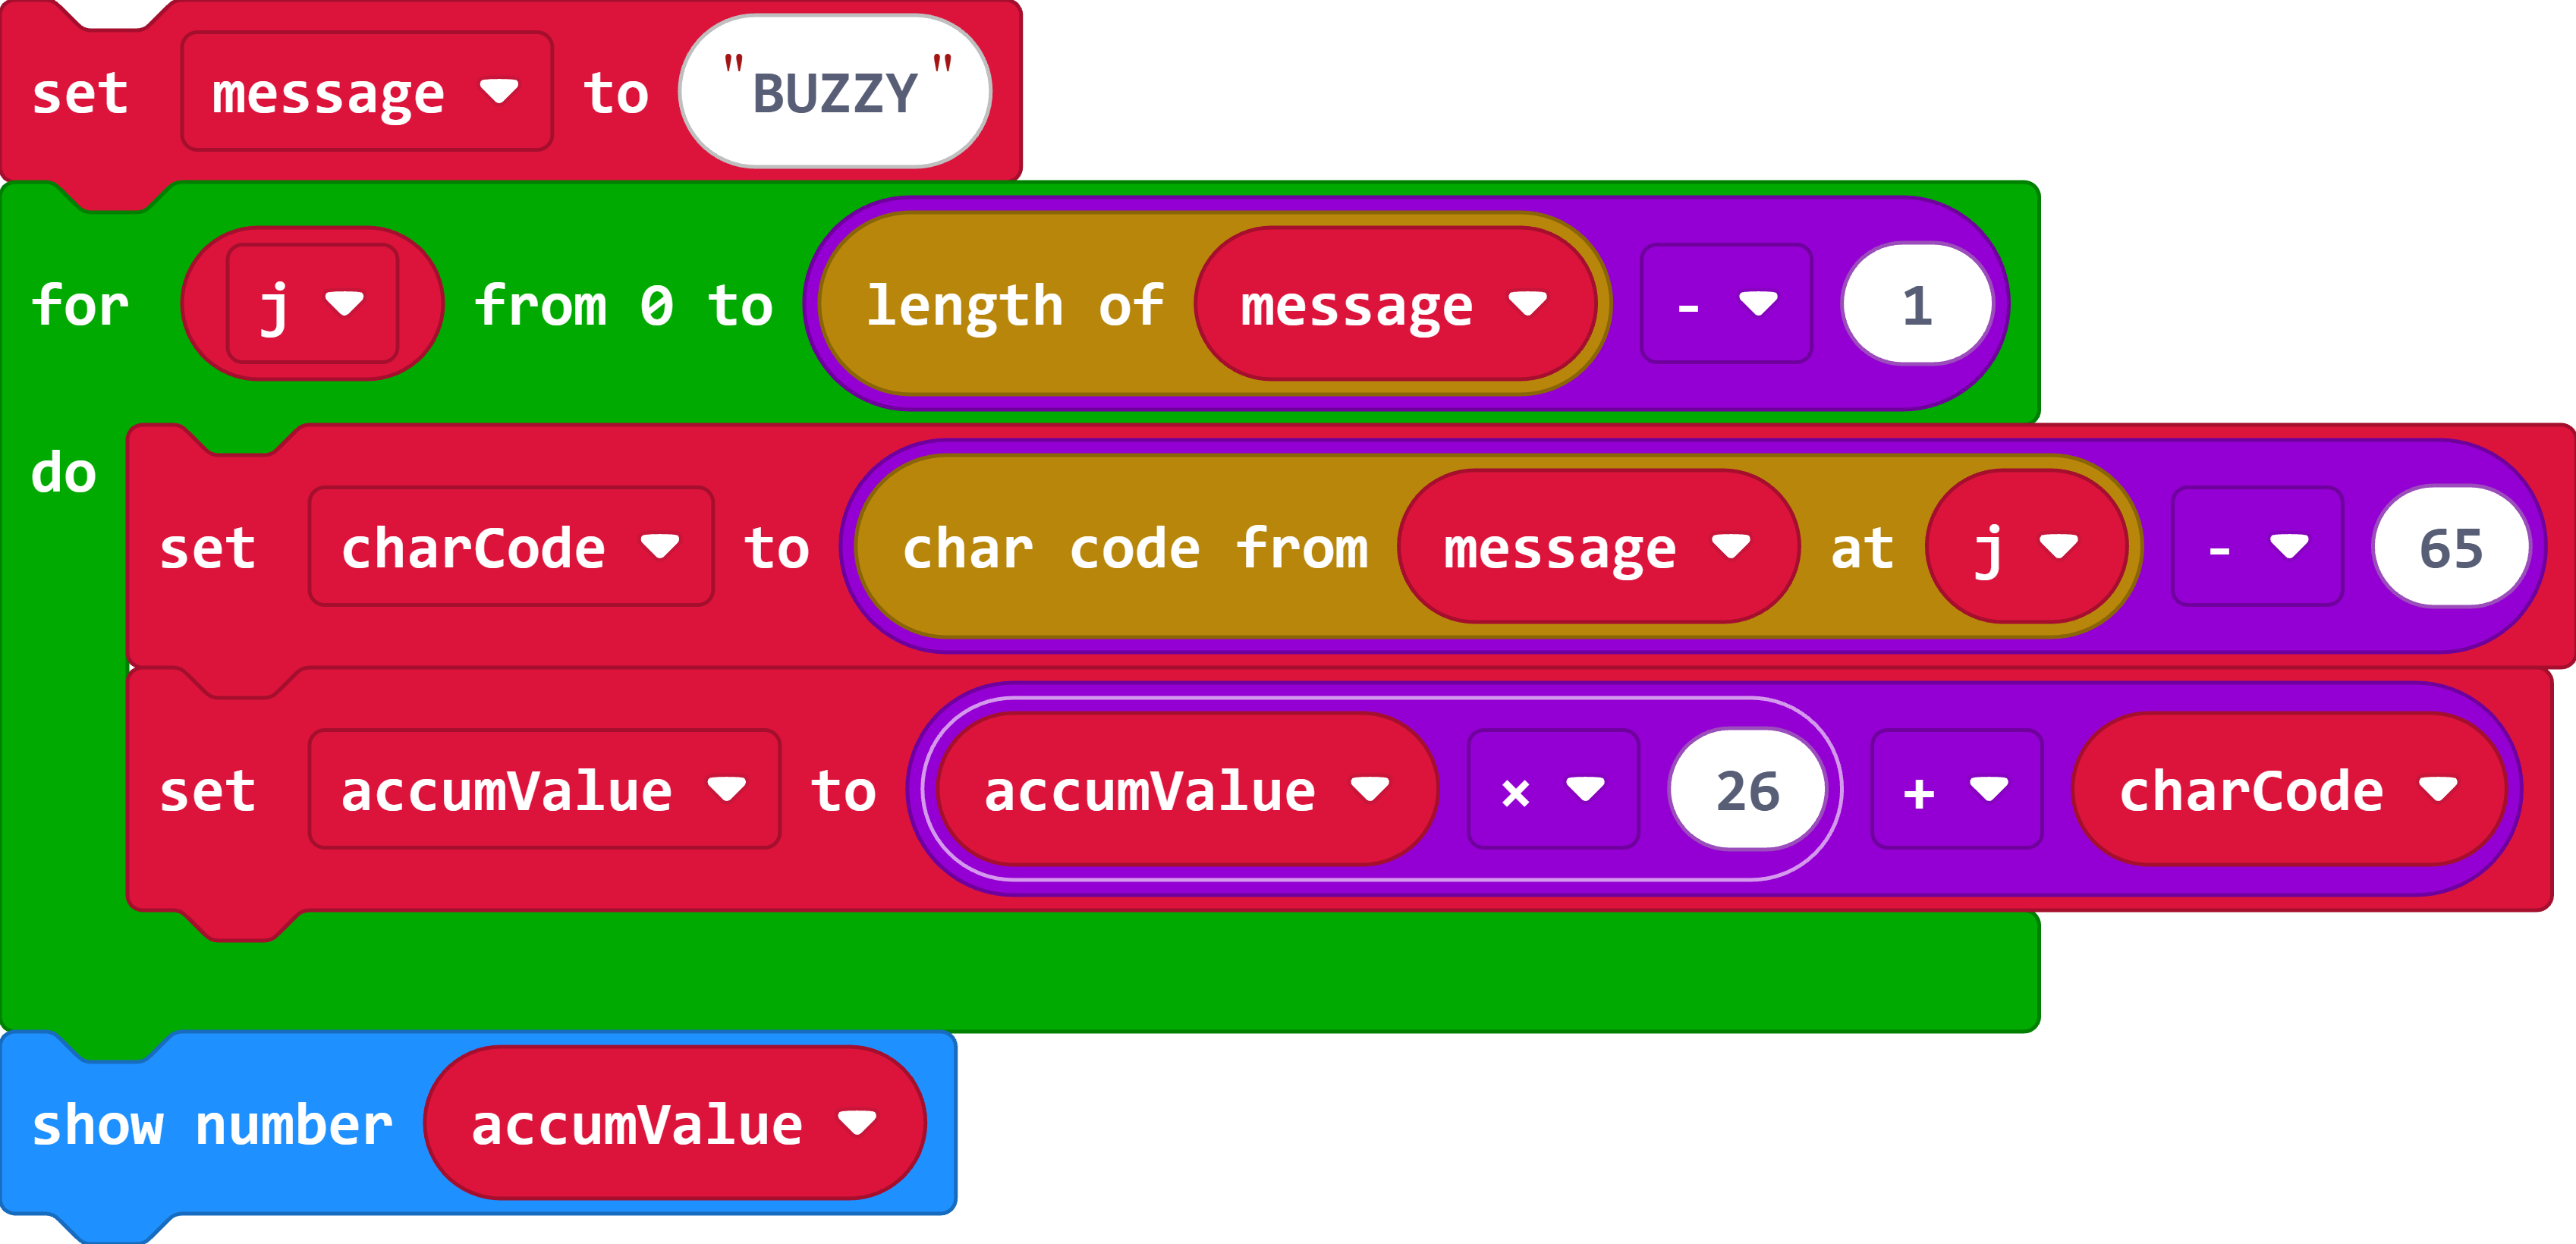 set message to "BUZZY"
for j from 0 to length of message - 1
do
set charCode to char code from message at j - 65
set accumValue to accumValue × 26 + charCode
show number accumValue